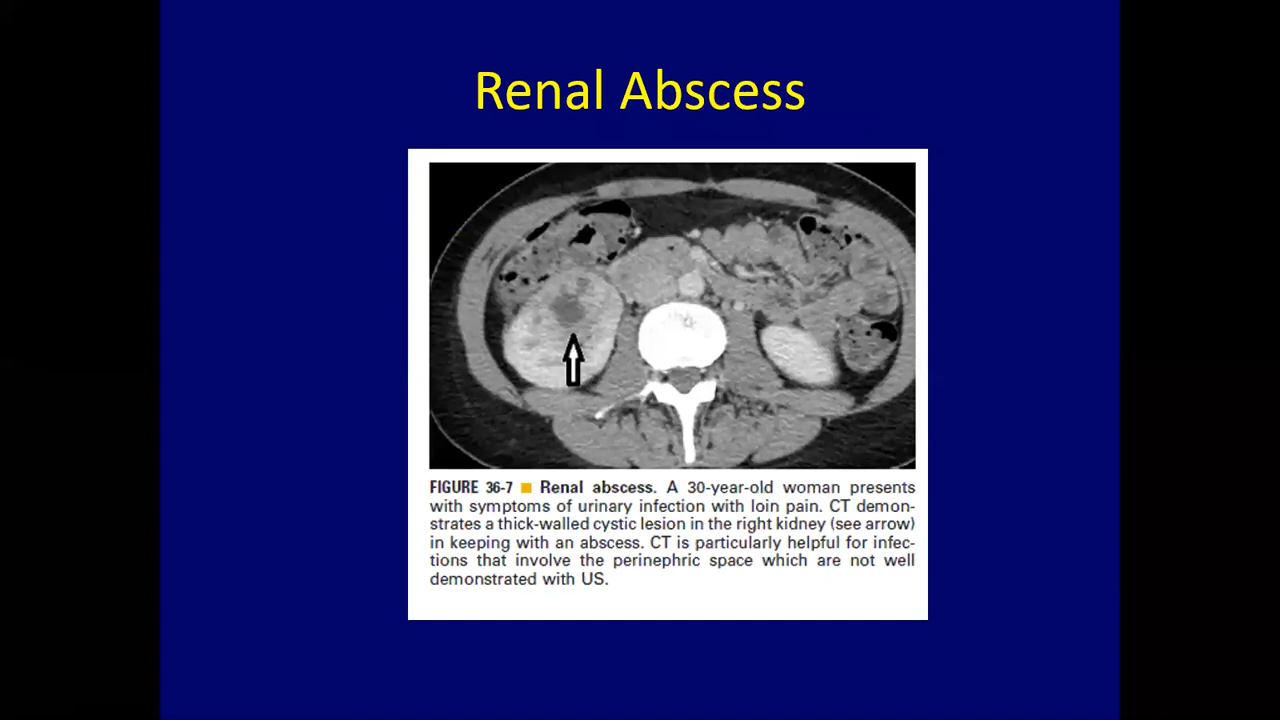 Renal Abscess
FIGURE 36-7 ■ Renal abscess. A 30-year-old woman presents
with symptoms of urinary infection with loin pain. CT demon-
strates a thick-walled cystic lesion in the right kidney (see arrow)
in keeping with an abscess. CT is particularly helpful for infec-
tions that involve the perinephric space which are not well
demonstrated with US.